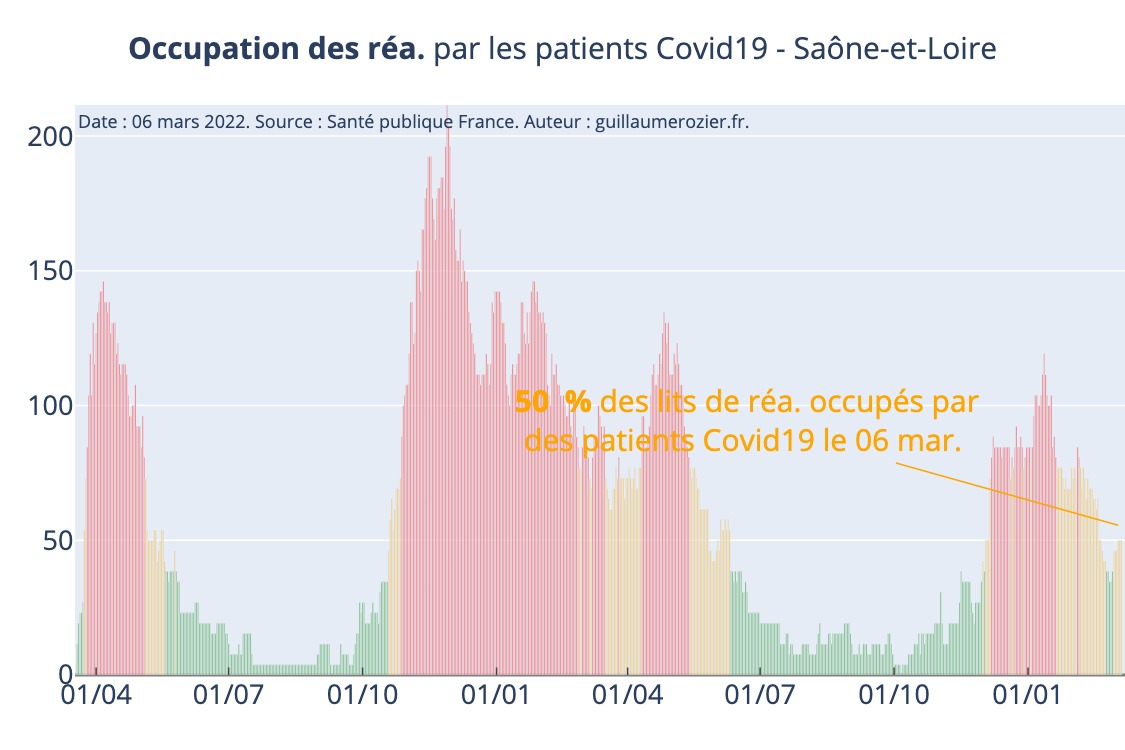 Occupation des réa. par les patients Covid19 - Saône-et-Loire
Date : 06 mars 2022. Source : Santé publique France. Auteur : guillaumerozier.fr.
200
150
100
50
0
50 % des lits de réa. occupés par
des patients Covid19 le 06 mar.
01/04 01/07 01/10 01/01 01/04 01/07 01/10 01/01